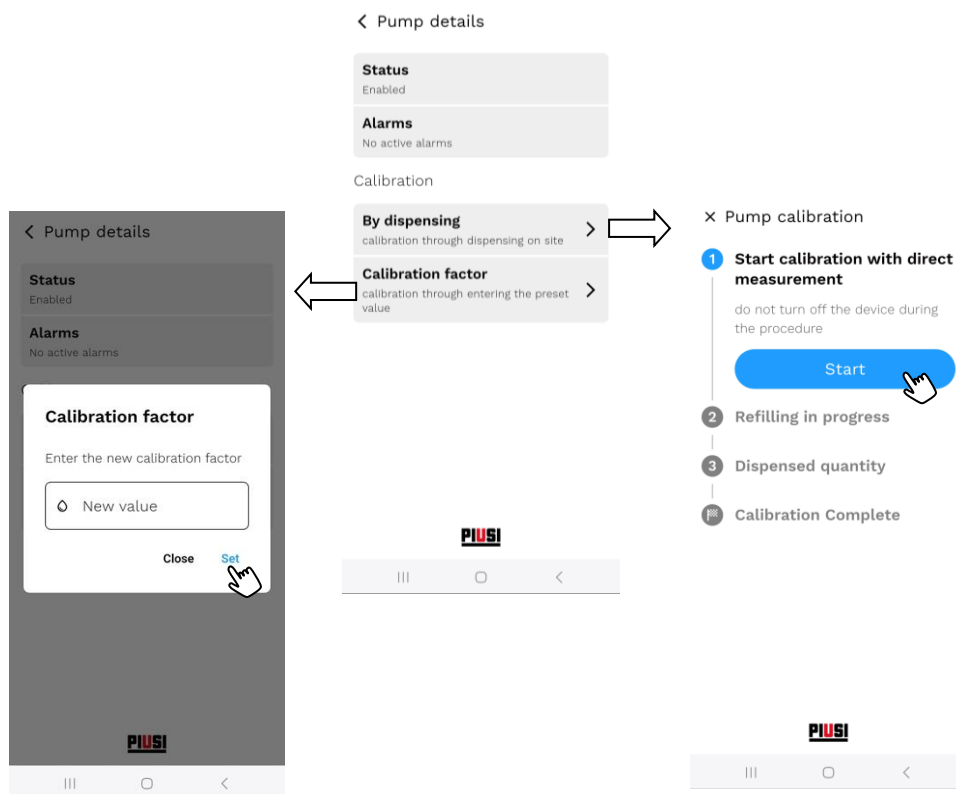 Pump details
Status
Enabled
Alarms
No active alarms
Calibration
By dispensing
calibration through dispensing on site
Calibration factor
calibration through entering the preset
value
PIUSI
Pump details
Status
Enabled
Alarms
No active alarms
Calibration factor
Enter the new calibration factor
New value
Close Set
PIUSI
Pump calibration
1 Start calibration with direct
measurement
do not turn off the device during
the procedure
Start
2 Refilling in progress
3 Dispensed quantity
Calibration Complete
PIUSI